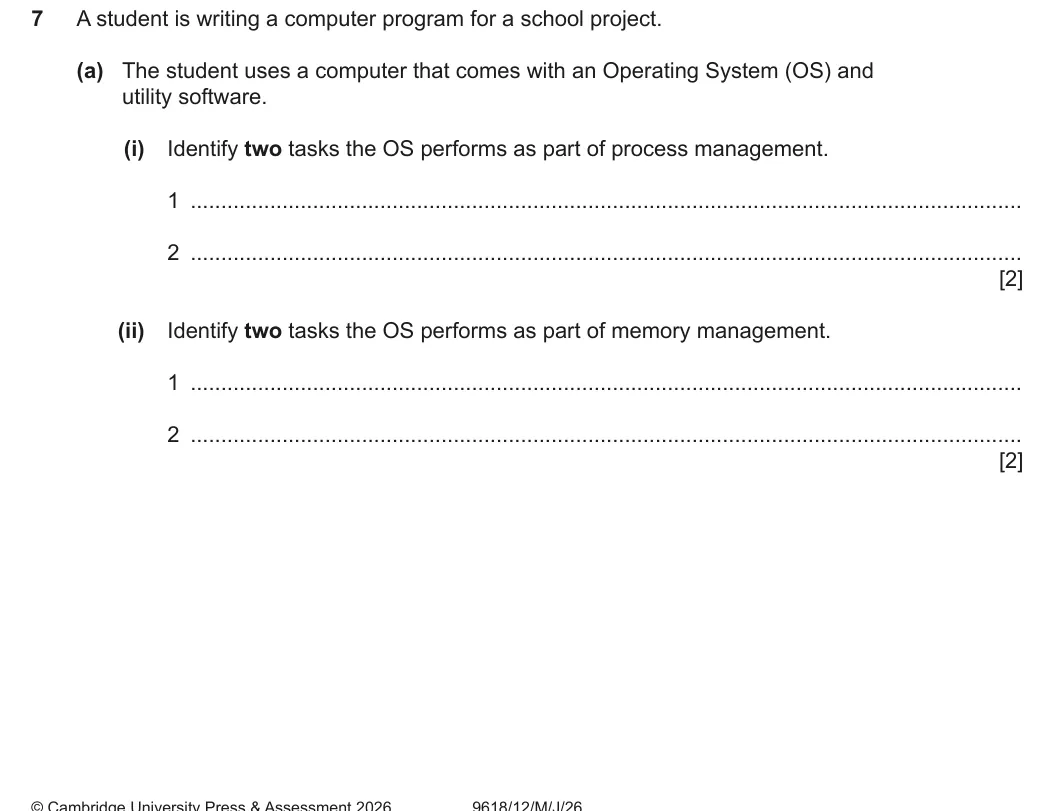 7 A student is writing a computer program for a school project.
(a) The student uses a computer that comes with an Operating System (OS) and
utility software.
(i) Identify two tasks the OS performs as part of process management.
1 ....................................................................................................................................
2 ....................................................................................................................................
[2]
(ii) Identify two tasks the OS performs as part of memory management.
1 ....................................................................................................................................
2 ....................................................................................................................................
[2]
© Cambridge University Press & Assessment 2026 9618/12/M/J/26